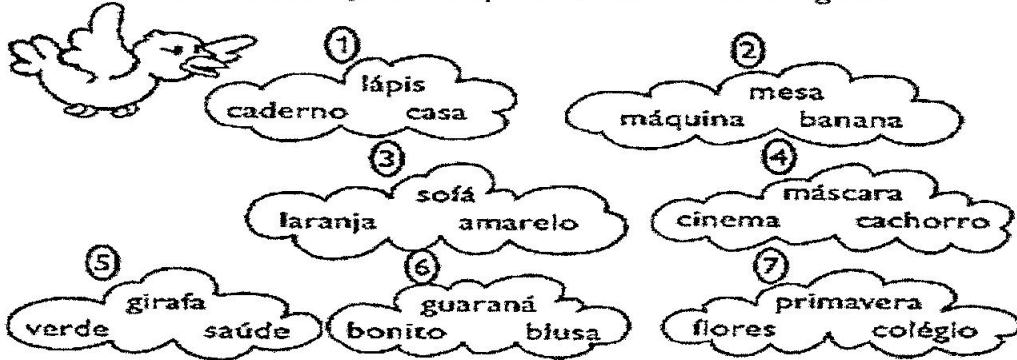 1
lápis
caderno casa
2
mesa
máquina banana
3
sofá
laranja amarelo
4
máscara
cinema cachorro
5
girafa
verde saúde
6
guaraná
bonito blusa
7
primavera
flores colégio